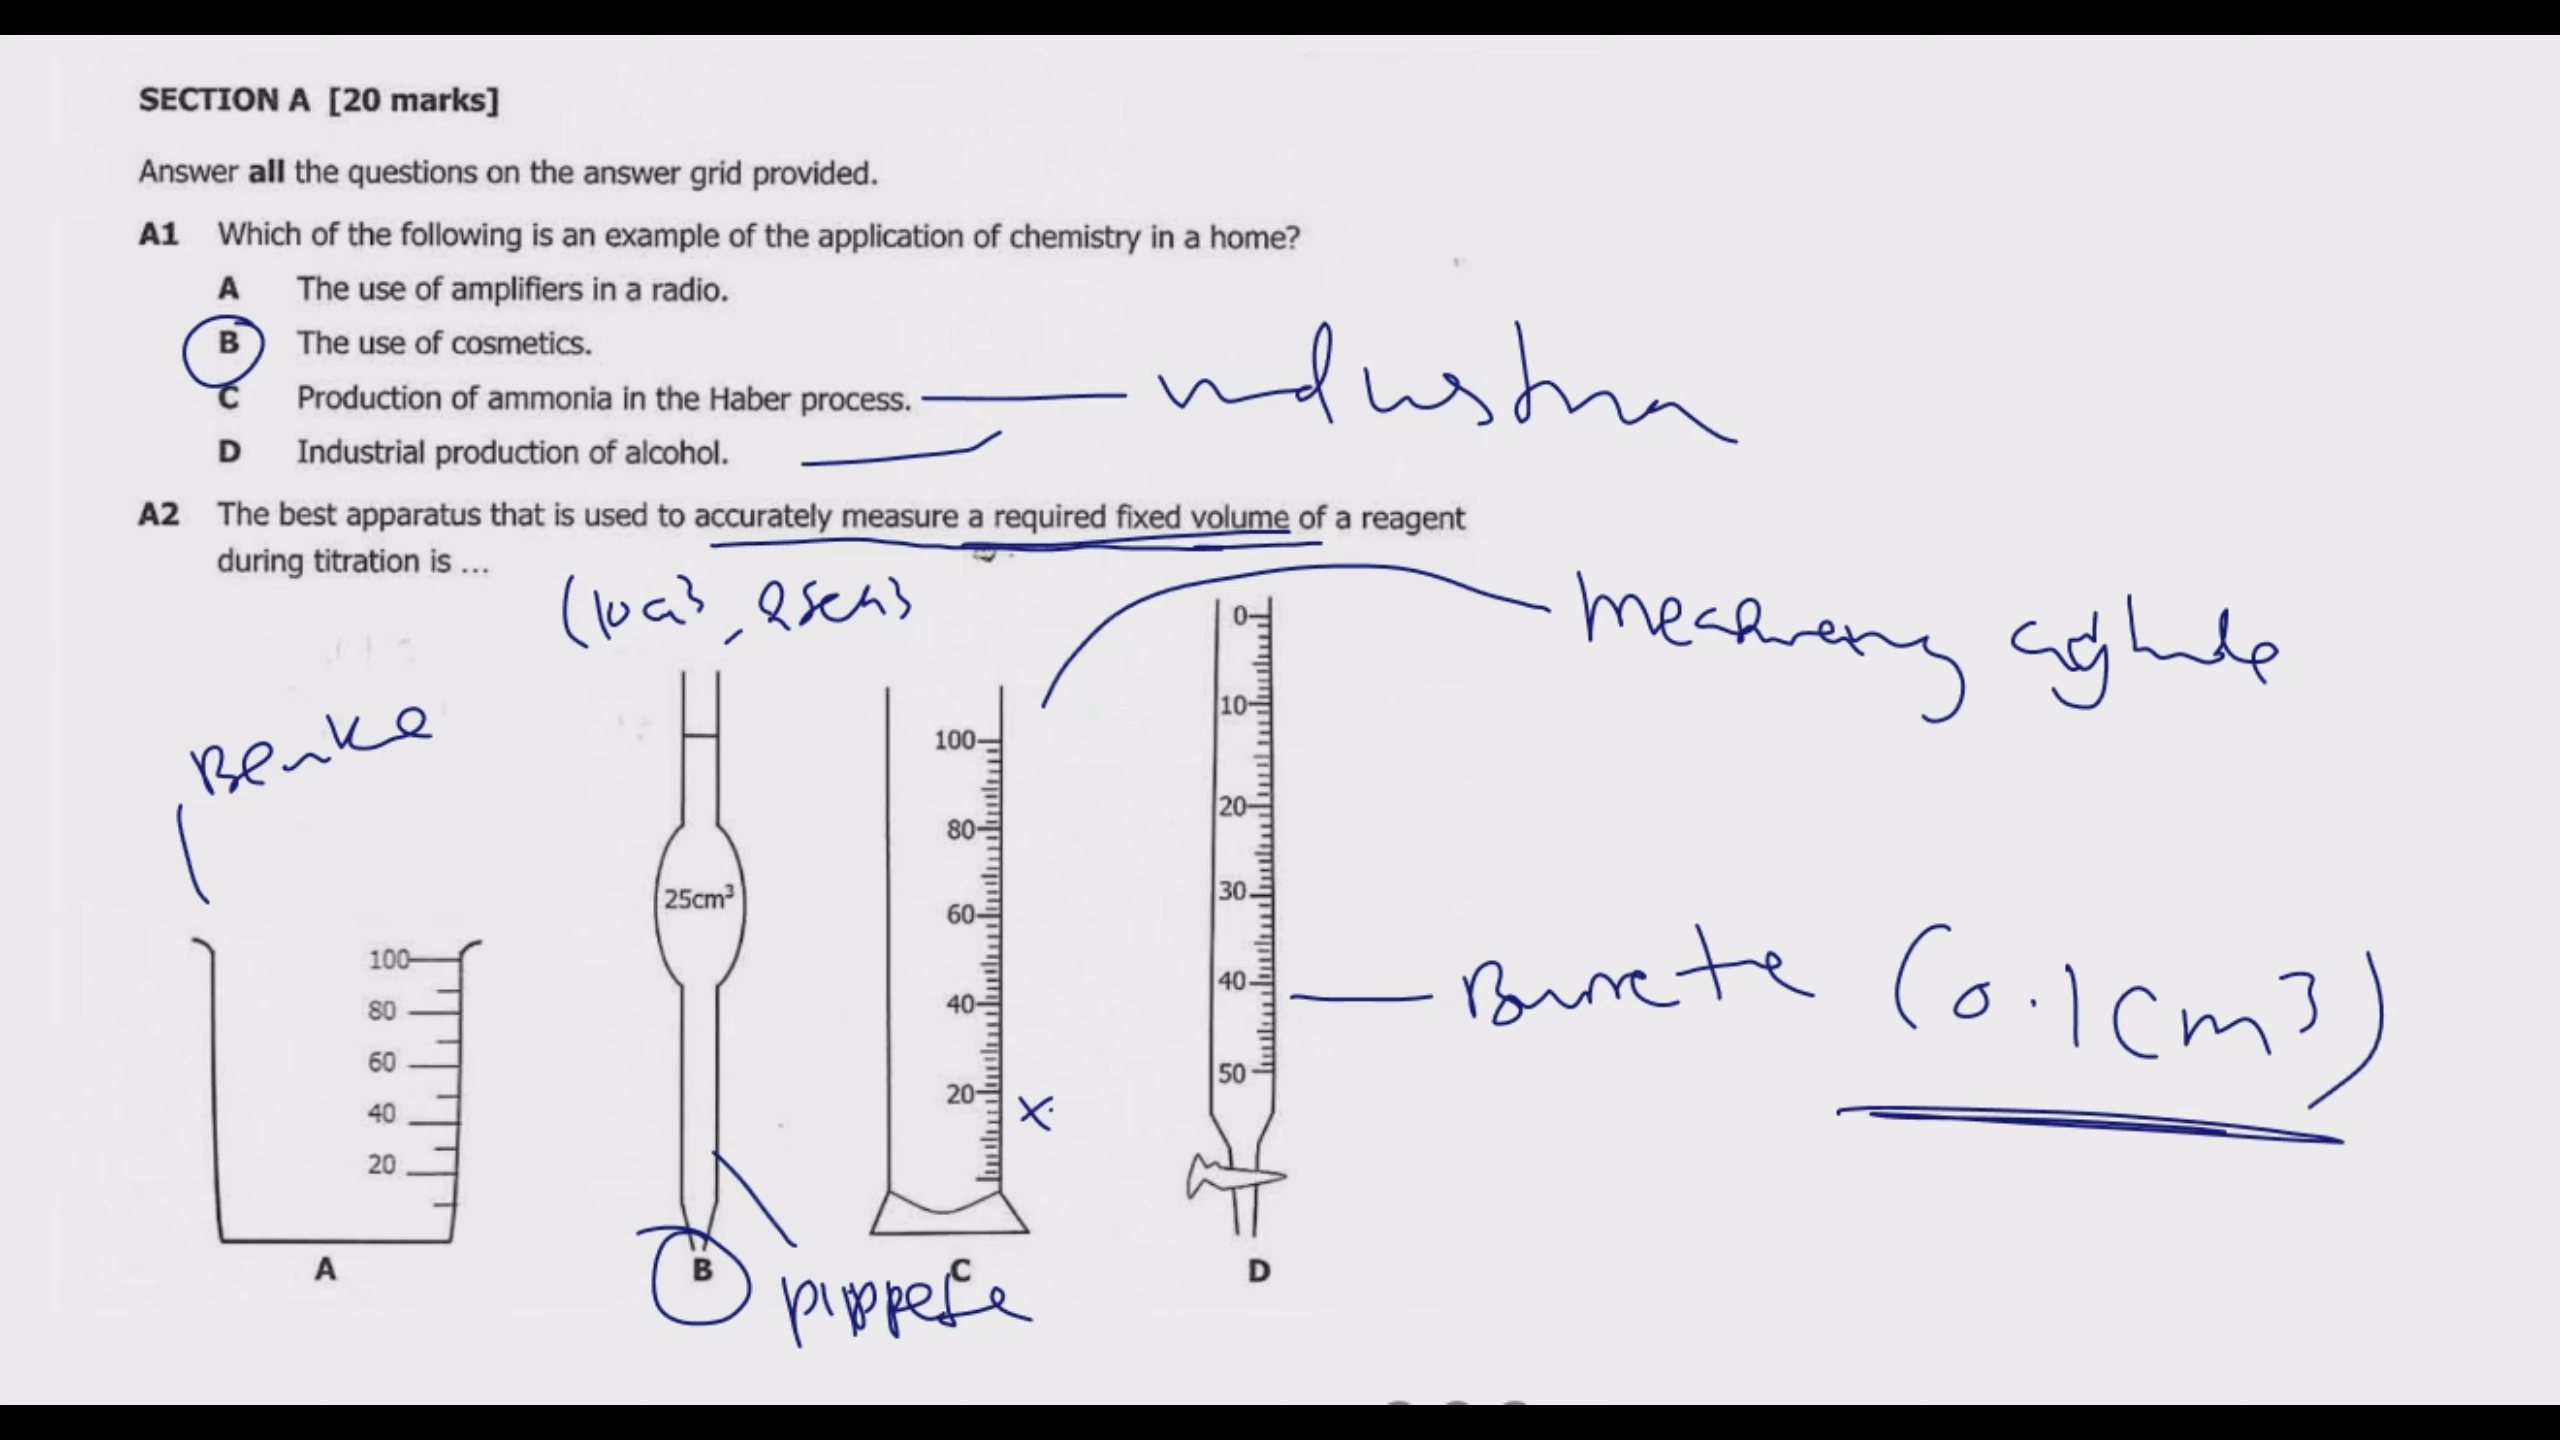 SECTION A [20 marks]
Answer all the questions on the answer grid provided.
A1 Which of the following is an example of the application of chemistry in a home?
A The use of amplifiers in a radio.
B The use of cosmetics.
C Production of ammonia in the Haber process.
D Industrial production of alcohol.
A2 The best apparatus that is used to accurately measure a required fixed volume of a reagent
during titration is ...
Measuring
25cm³
100
80
60
40
20
A
B
100
80
60
40
20
x
C
pippete
0
10
20
30
40
50
D
Burrete (0.1cm3)